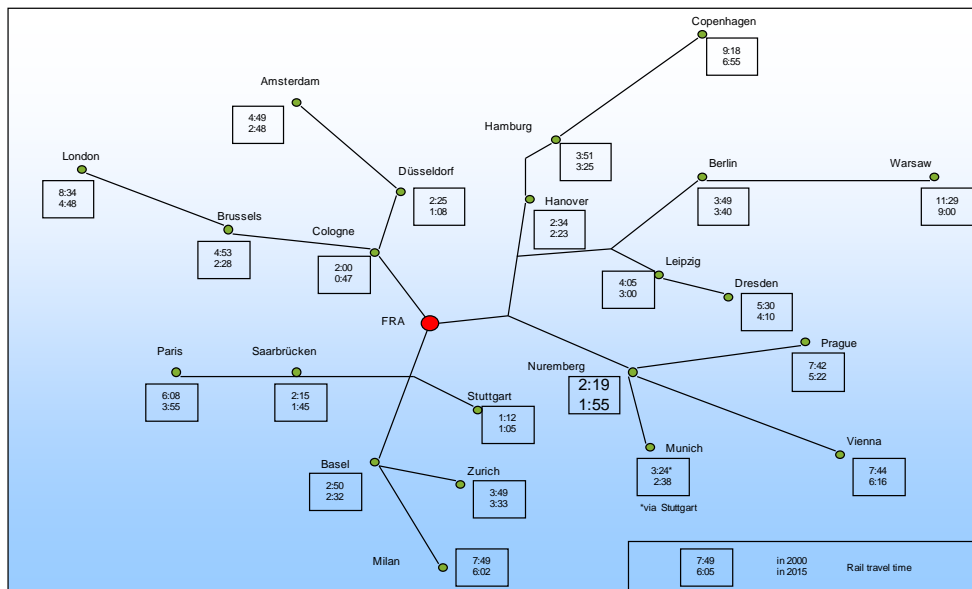 Copenhagen
9:18
6:55
Amsterdam
4:49
2:48
Hamburg
3:51
3:25
London
8:34
4:48
Düsseldorf
2:25
1:08
Berlin
3:49
3:40
Warsaw
11:29
9:00
Brussels
4:53
2:28
Cologne
2:00
0:47
Hanover
2:34
2:23
Leipzig
4:05
3:00
Dresden
5:30
4:10
FRA
Paris
6:08
3:55
Saarbrücken
2:15
1:45
Nuremberg
2:19
1:55
Prague
7:42
5:22
Stuttgart
1:12
1:05
Basel
2:50
2:32
Zurich
3:49
3:33
Munich
3:24*
2:38
*via Stuttgart
Vienna
7:44
6:16
Milan
7:49
6:02
7:49
6:05
in 2000
in 2015
Rail travel time